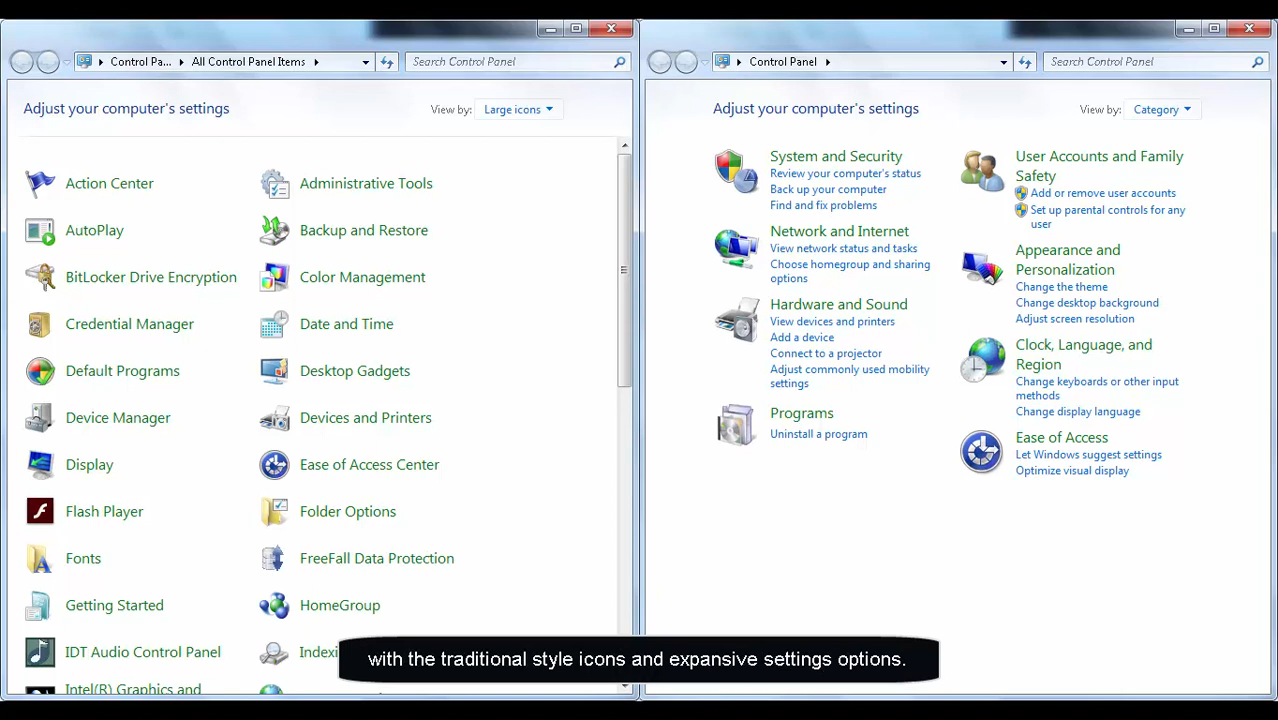 Control Pa...
All Control Panel Items
Search Control Panel
Adjust your computer's settings
View by:
Large icons
Action Center
Administrative Tools
AutoPlay
Backup and Restore
BitLocker Drive Encryption
Color Management
Credential Manager
Date and Time
Default Programs
Desktop Gadgets
Device Manager
Devices and Printers
Display
Ease of Access Center
Flash Player
Folder Options
Fonts
FreeFall Data Protection
Getting Started
HomeGroup
IDT Audio Control Panel
Indexi
Intel(R) Graphics and
Control Panel
Search Control Panel
Adjust your computer's settings
View by:
Category
System and Security
Review your computer's status
Back up your computer
Find and fix problems
Network and Internet
View network status and tasks
Choose homegroup and sharing
options
Hardware and Sound
View devices and printers
Add a device
Connect to a projector
Adjust commonly used mobility
settings
Programs
Uninstall a program
User Accounts and Family
Safety
Add or remove user accounts
Set up parental controls for any
user
Appearance and
Personalization
Change the theme
Change desktop background
Adjust screen resolution
Clock, Language, and
Region
Change keyboards or other input
methods
Change display language
Ease of Access
Let Windows suggest settings
Optimize visual display
with the traditional style icons and expansive settings options.